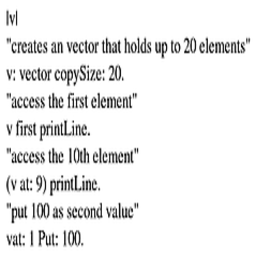 |v|
"creates an vector that holds up to 20 elements"
v: vector copySize: 20.
"access the first element"
v first printLine.
"access the 10th element"
(v at: 9) printLine.
"put 100 as second value"
vat: 1 Put: 100.